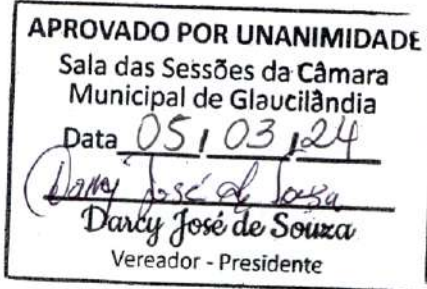 APROVADO POR UNANIMIDADE
Sala das Sessões da Câmara
Municipal de Glaucilândia
Data 05 / 03 / 24
Darcy José de Souza
Darcy José de Souza
Vereador - Presidente